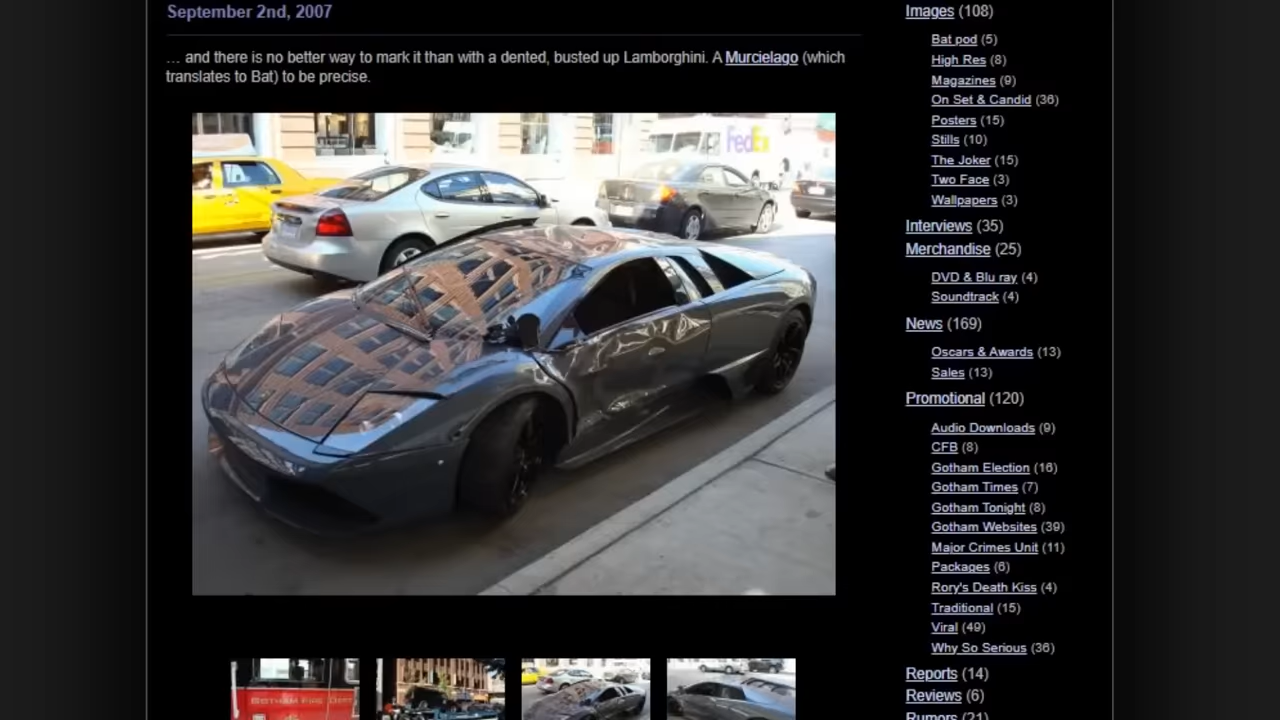 September 2nd, 2007
… and there is no better way to mark it than with a dented, busted up Lamborghini. A Murcielago (which
translates to Bat) to be precise.
FedEx
GOTHAM FIRE DEPT
Images (108)
Bat pod (5)
High Res (8)
Magazines (9)
On Set & Candid (36)
Posters (15)
Stills (10)
The Joker (15)
Two Face (3)
Wallpapers (3)
Interviews (35)
Merchandise (25)
DVD & Blu ray (4)
Soundtrack (4)
News (169)
Oscars & Awards (13)
Sales (13)
Promotional (120)
Audio Downloads (9)
CFB (8)
Gotham Election (16)
Gotham Times (7)
Gotham Tonight (8)
Gotham Websites (39)
Major Crimes Unit (11)
Packages (6)
Rory's Death Kiss (4)
Traditional (15)
Viral (49)
Why So Serious (36)
Reports (14)
Reviews (6)
Rumors (21)